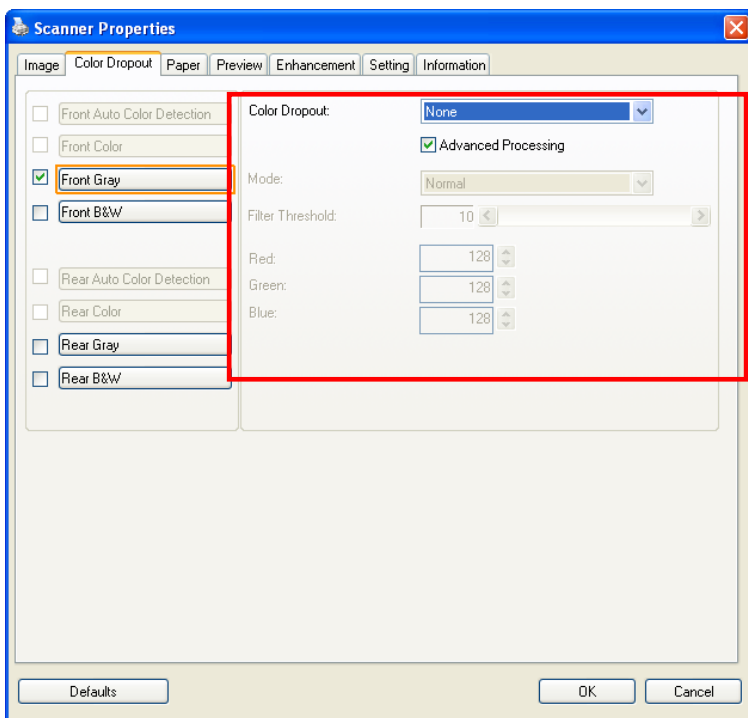 Scanner Properties
Image Color Dropout Paper Preview Enhancement Setting Information
Front Auto Color Detection
Front Color
Front Gray
Front B&W
Rear Auto Color Detection
Rear Color
Rear Gray
Rear B&W
Color Dropout: None
Advanced Processing
Mode: Normal
Filter Threshold: 10
Red: 128
Green: 128
Blue: 128
Defaults OK Cancel